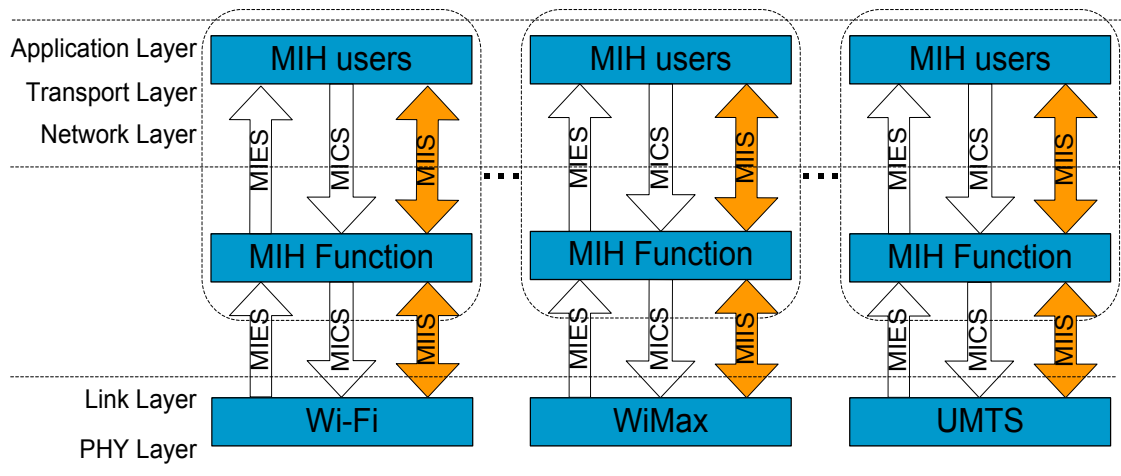 Application Layer
MIH users
MIH users
MIH users
Transport Layer
Network Layer
MIES
MICS
MIIS
MIES
MICS
MIIS
MIES
MICS
MIIS
MIH Function
MIH Function
MIH Function
MIES
MICS
MIIS
MIES
MICS
MIIS
MIES
MICS
MIIS
Link Layer
Wi-Fi
WiMax
UMTS
PHY Layer